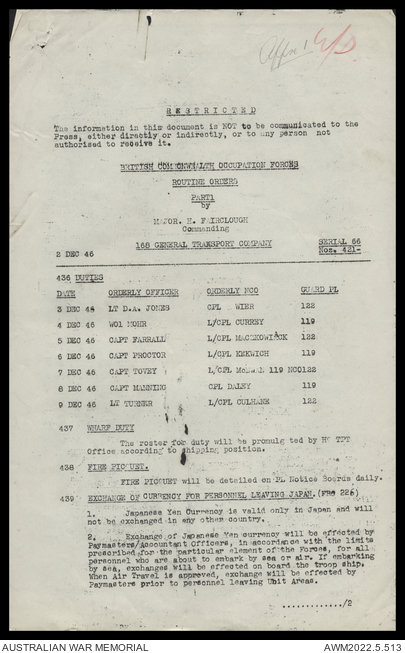 RESTRICTED
The information in this document is NOT to be communicated to the
Press, either directly or indirectly, or to any person not
authorised to receive it.
BRITISH COMMONWEALTH OCCUPATION FORCES
ROUTINE ORDERS
PART1
by
MAJOR. H. FAIRCLOUGH
Commanding
168 GENERAL TRANSPORT COMPANY
SERIAL 66
Nos. 421-
2 DEC 46
436 DUTIES
DATE ORDERLY OFFICER ORDERLY NCO GUARD PL
3 DEC 46 LT D.A. JONES CPL WIER 122
4 DEC 46 WO1 MOHR L/CPL CURREY 119
5 DEC 46 CAPT FARRALL L/CPL 122
6 DEC 46 CAPT PROCTOR L/CPL KEKWICH 119
7 DEC 46 CAPT TOVEY L/CPL 119 NCO122
8 DEC 46 CAPT MANNING CPL DALEY 119
9 DEC 46 LT TURNER L/CPL CULHANE 122
437 WHARF DUTY
The roster for duty will be promulg ted by HQ TPT
Office according to shipping position.
438 FIRE PICQUET.
FIRE PICQUET will be detailed on PL Notice Boards daily.
439 EXCHANGE OF CURRENCY FOR PERSONNEL LEAVING JAPAN. (FRO 226)
1. Japanese Yen Currency is valid only in Japan and will
not be exchanged in any other country.
2. Exchange of Japanese Yen currency will be effected by
Paymasters/Accountant Officers, in accordance with the limits
prescribed for the particular element of the Forces, for all
personnel who are about to embark by sea or air. If embarking
by sea, exchanges will be effected on board the troop ship.
When Air Travel is approved, exchange will be effected by
Paymasters prior to personnel leaving Unit Areas.
............./2
AUSTRALIAN WAR MEMORIAL
AWM2022.5.513